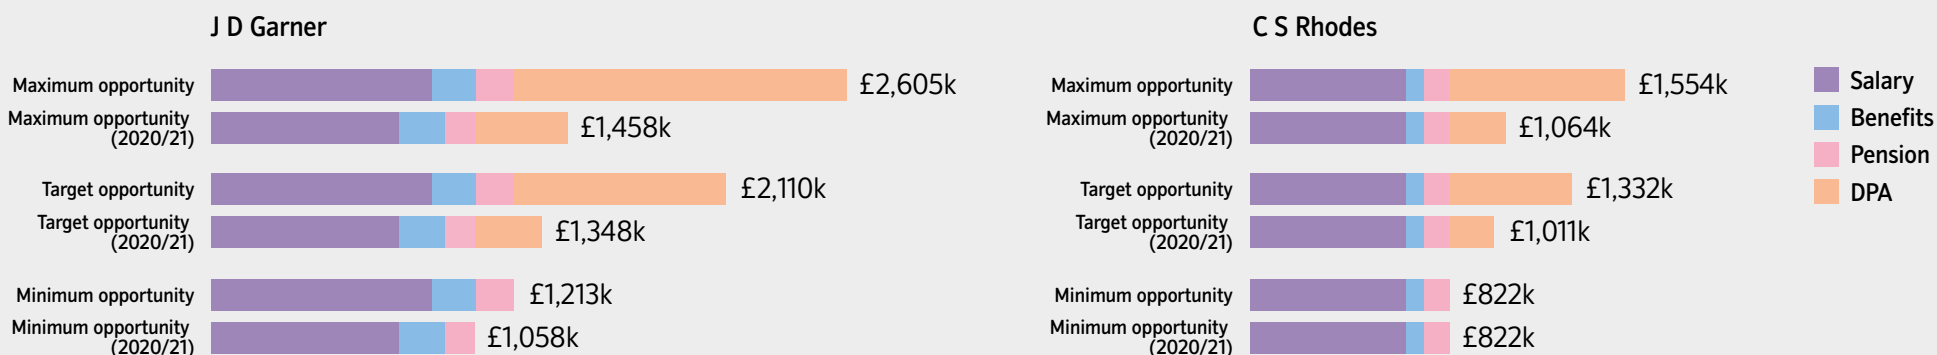 J D Garner
Maximum opportunity
£2,605k
Maximum opportunity
(2020/21)
£1,458k
Target opportunity
£2,110k
Target opportunity
(2020/21)
£1,348k
Minimum opportunity
£1,213k
Minimum opportunity
(2020/21)
£1,058k
C S Rhodes
Maximum opportunity
£1,554k
Maximum opportunity
(2020/21)
£1,064k
Target opportunity
£1,332k
Target opportunity
(2020/21)
£1,011k
Minimum opportunity
£822k
Minimum opportunity
(2020/21)
£822k
Salary
Benefits
Pension
DPA